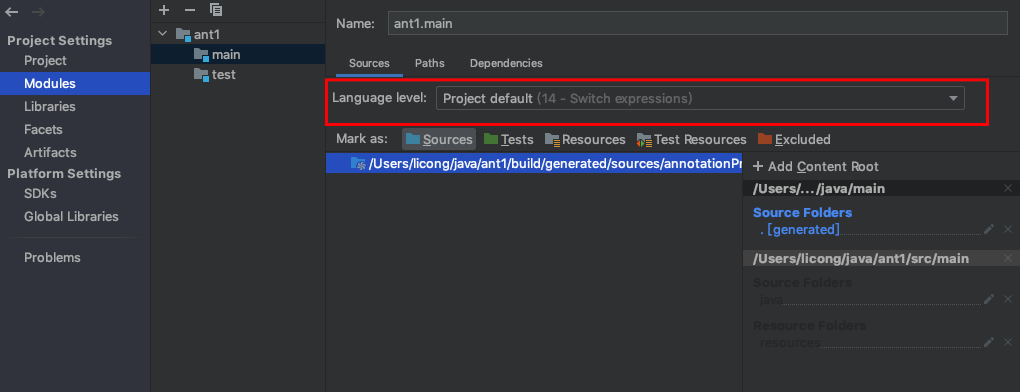 Project Settings
Project
Modules
Libraries
Facets
Artifacts
Platform Settings
SDKs
Global Libraries
Problems
ant1
main
test
Name: ant1.main
Sources Paths Dependencies
Language level: Project default (14 - Switch expressions)
Mark as: Sources Tests Resources Test Resources Excluded
/Users/licong/java/ant1/build/generated/sources/annotationPr
+ Add Content Root
/Users/.../java/main
Source Folders
. [generated]
/Users/licong/java/ant1/src/main
Source Folders
java
Resource Folders
resources